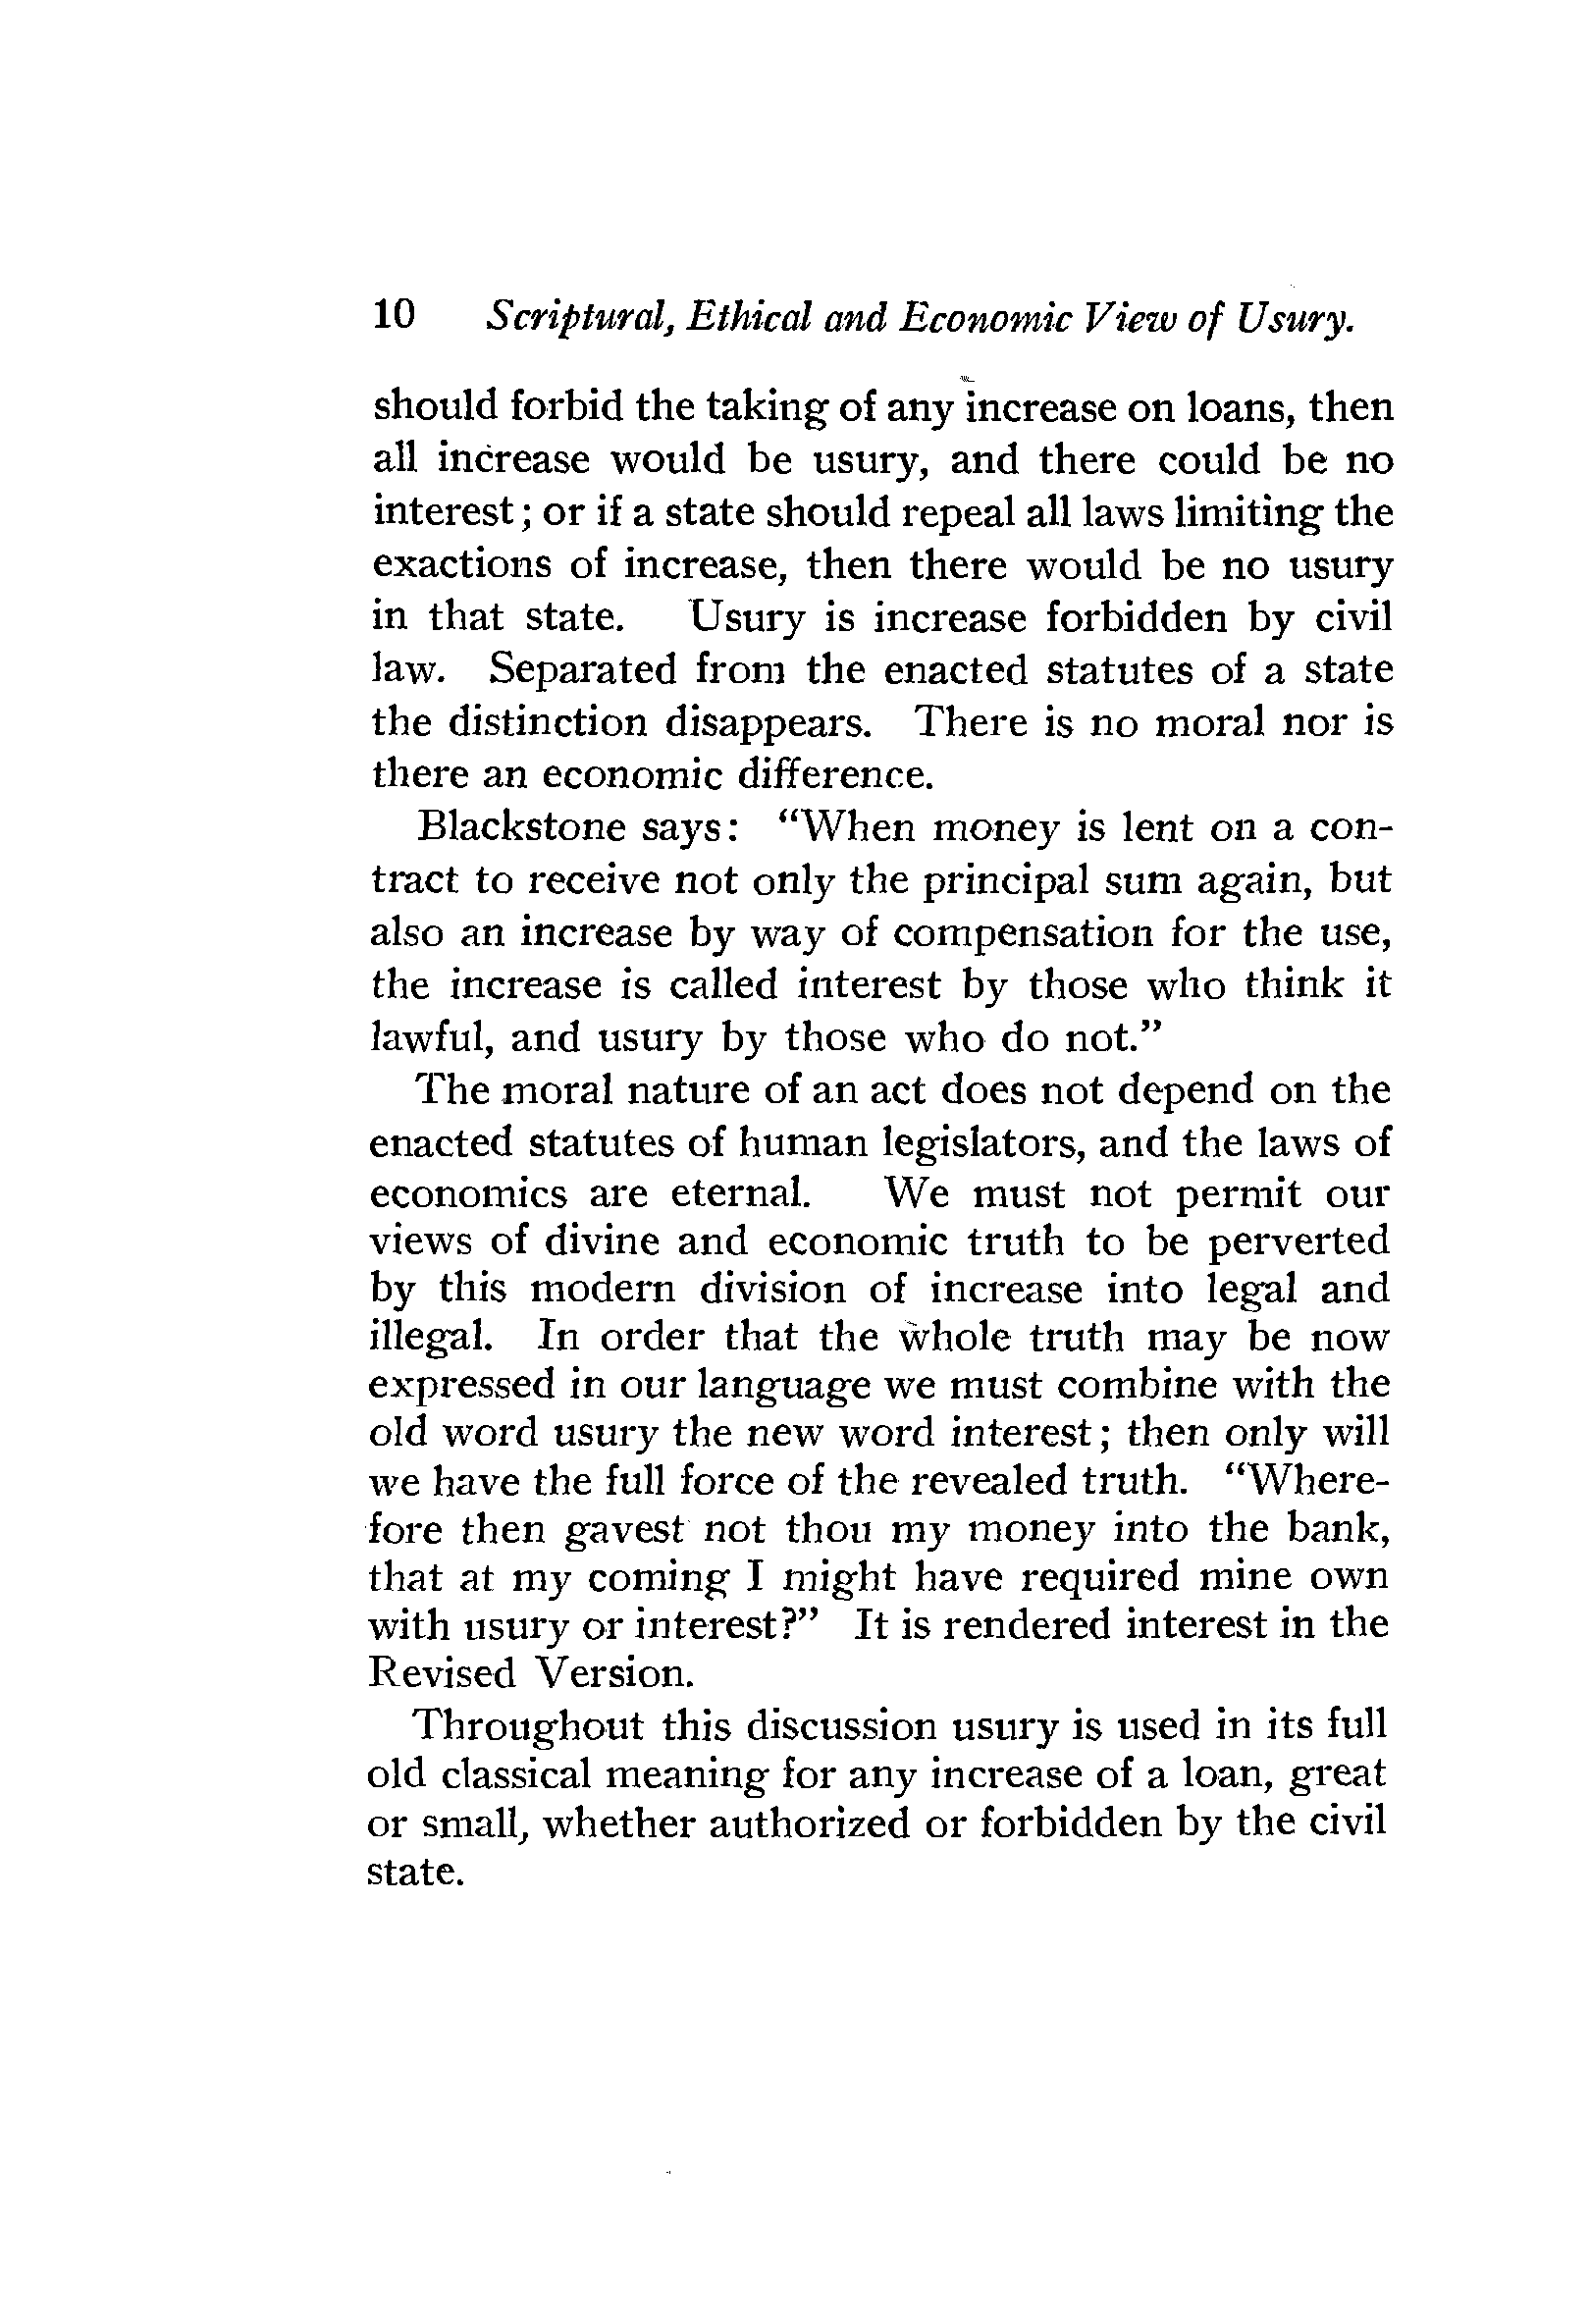 10 Scriptural, Ethical and Economic View of Usury.
should forbid the taking of any increase on loans, then
all increase would be usury, and there could be no
interest; or if a state should repeal all laws limiting the
exactions of increase, then there would be no usury
in that state. Usury is increase forbidden by civil
law. Separated from the enacted statutes of a state
the distinction disappears. There is no moral nor is
there an economic difference.
Blackstone says: “When money is lent on a con-
tract to receive not only the principal sum again, but
also an increase by way of compensation for the use,
the increase is called interest by those who think it
lawful, and usury by those who do not.”
The moral nature of an act does not depend on the
enacted statutes of human legislators, and the laws of
economics are eternal. We must not permit our
views of divine and economic truth to be perverted
by this modern division of increase into legal and
illegal. In order that the whole truth may be now
expressed in our language we must combine with the
old word usury the new word interest; then only will
we have the full force of the revealed truth. “Where-
fore then gavest not thou my money into the bank,
that at my coming I might have required mine own
with usury or interest?” It is rendered interest in the
Revised Version.
Throughout this discussion usury is used in its full
old classical meaning for any increase of a loan, great
or small, whether authorized or forbidden by the civil
state.